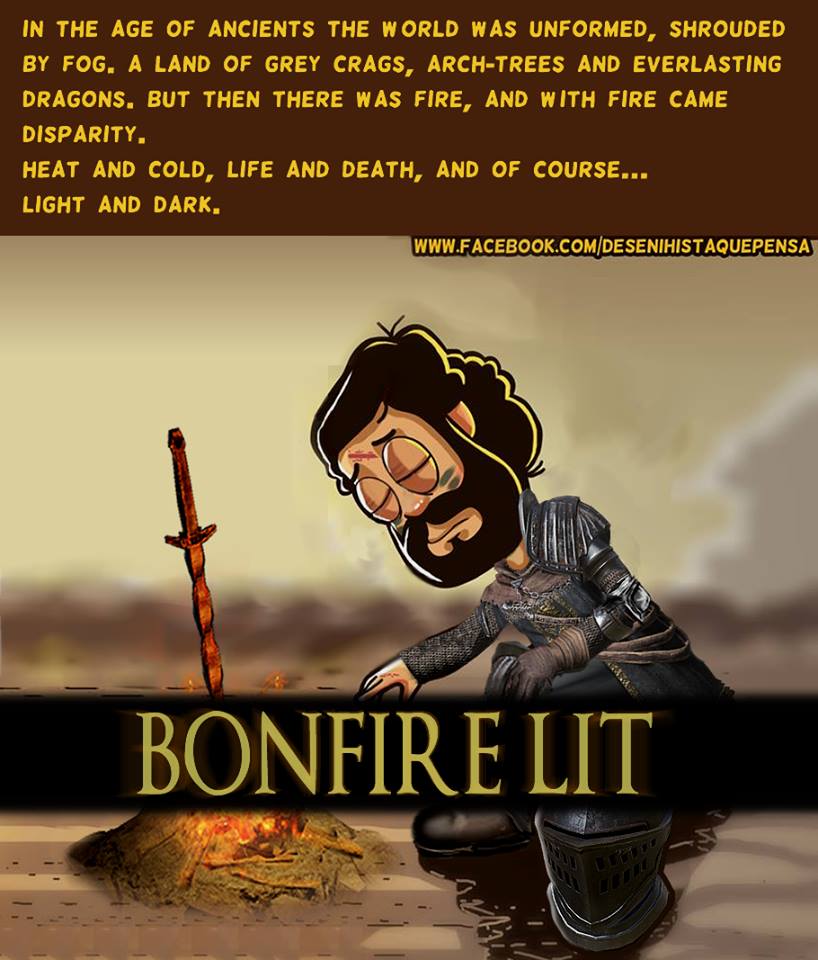 IN THE AGE OF ANCIENTS THE WORLD WAS UNFORMED, SHROUDED
BY FOG. A LAND OF GREY CRAGS, ARCH-TREES AND EVERLASTING
DRAGONS. BUT THEN THERE WAS FIRE, AND WITH FIRE CAME
DISPARITY.
HEAT AND COLD, LIFE AND DEATH, AND OF COURSE...
LIGHT AND DARK.
WWW.FACEBOOK.COM/DESENIHISTAQUEPENSA
BONFIRE LIT